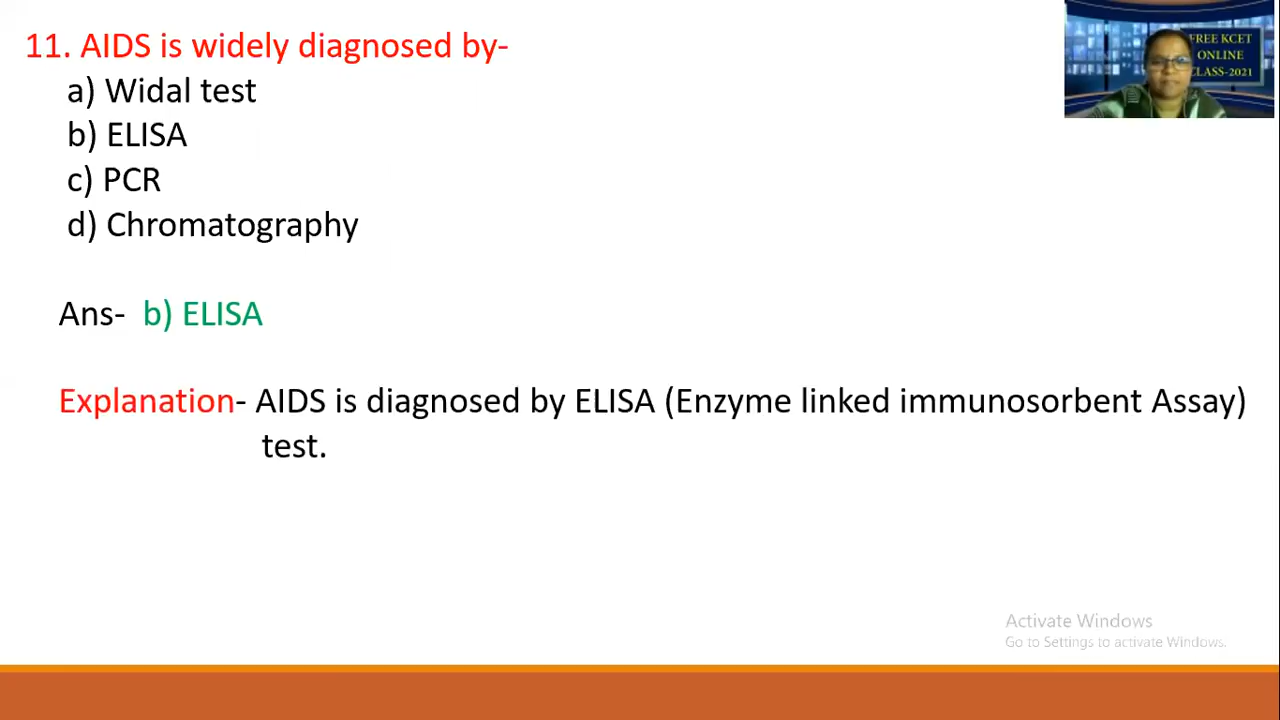 11. AIDS is widely diagnosed by-
a) Widal test
b) ELISA
c) PCR
d) Chromatography
Ans- b) ELISA
Explanation- AIDS is diagnosed by ELISA (Enzyme linked immunosorbent Assay)
test.
FREE KCET
ONLINE
CLASS-2021
Activate Windows
Go to Settings to activate Windows.